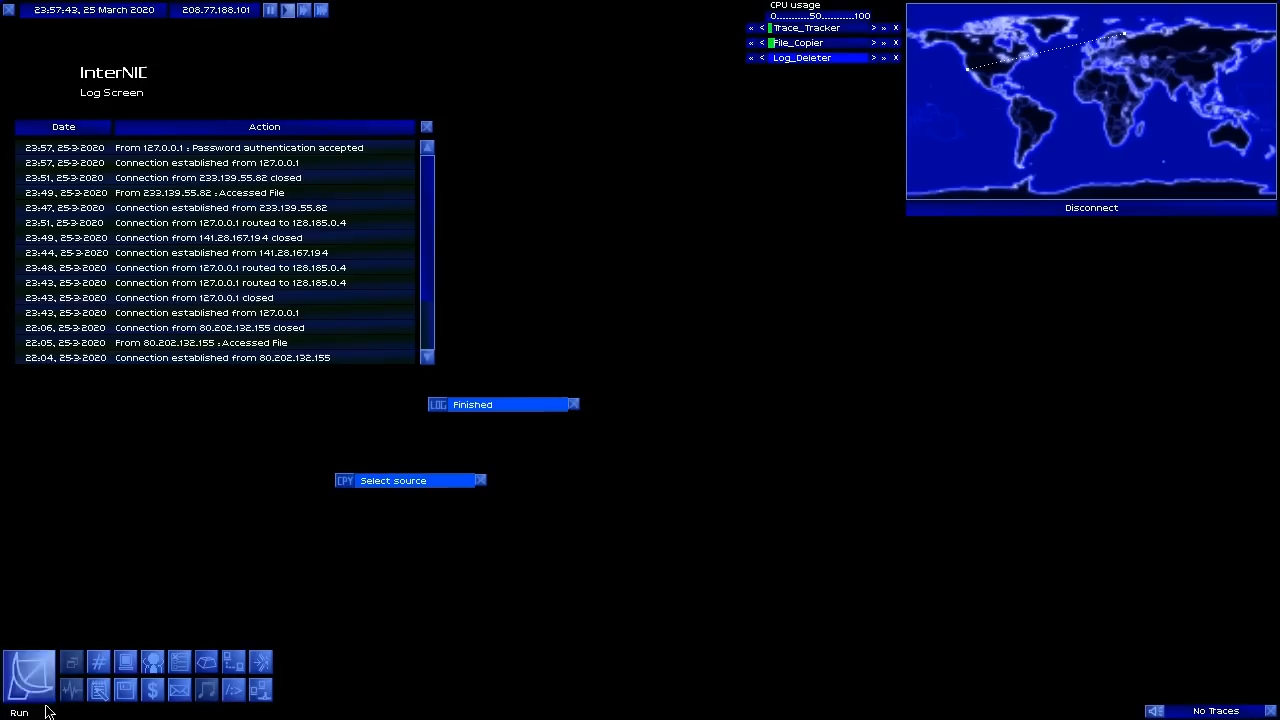 23:57:43, 25 March 2020 208.77.188.101
CPU usage
0..........50...........100
« < Trace_Tracker > » x
« < File_Copier > » x
« < Log_Deleter > » x
InterNIC
Log Screen
Date Action
23:57, 25-3-2020 From 127.0.0.1 : Password authentication accepted
23:57, 25-3-2020 Connection established from 127.0.0.1
23:51, 25-3-2020 Connection from 233.139.55.82 closed
23:49, 25-3-2020 From 233.139.55.82 : Accessed File
23:47, 25-3-2020 Connection established from 233.139.55.82
23:51, 25-3-2020 Connection from 127.0.0.1 routed to 128.185.0.4
23:49, 25-3-2020 Connection from 141.28.167.194 closed
23:44, 25-3-2020 Connection established from 141.28.167.194
23:48, 25-3-2020 Connection from 127.0.0.1 routed to 128.185.0.4
23:43, 25-3-2020 Connection from 127.0.0.1 routed to 128.185.0.4
23:43, 25-3-2020 Connection from 127.0.0.1 closed
23:43, 25-3-2020 Connection established from 127.0.0.1
22:06, 25-3-2020 Connection from 80.202.132.155 closed
22:05, 25-3-2020 From 80.202.132.155 : Accessed File
22:04, 25-3-2020 Connection established from 80.202.132.155
Disconnect
LOG Finished
CPY Select source
Run
No Traces